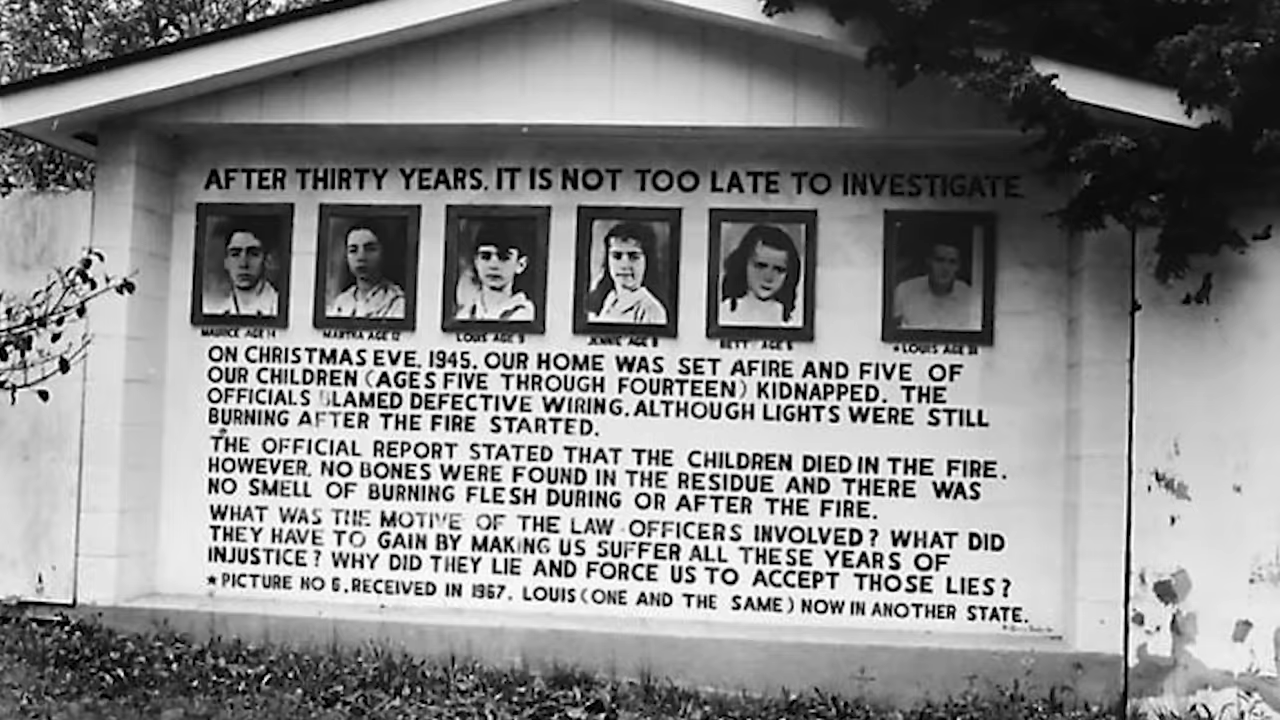 AFTER THIRTY YEARS. IT IS NOT TOO LATE TO INVESTIGATE.
MAURICE AGE 14 MARTHA AGE 12 LOUIS AGE 9 JENNIE AGE 8 BETTY AGE 5 ★LOUIS AGE
ON CHRISTMAS EVE, 1945, OUR HOME WAS SET AFIRE AND FIVE OF
OUR CHILDREN (AGES FIVE THROUGH FOURTEEN) KIDNAPPED. THE
OFFICIALS BLAMED DEFECTIVE WIRING, ALTHOUGH LIGHTS WERE STILL
BURNING AFTER THE FIRE STARTED.
THE OFFICIAL REPORT STATED THAT THE CHILDREN DIED IN THE FIRE.
HOWEVER, NO BONES WERE FOUND IN THE RESIDUE AND THERE WAS
NO SMELL OF BURNING FLESH DURING OR AFTER THE FIRE.
WHAT WAS THE MOTIVE OF THE LAW OFFICERS INVOLVED? WHAT DID
THEY HAVE TO GAIN BY MAKING US SUFFER ALL THESE YEARS OF
INJUSTICE? WHY DID THEY LIE AND FORCE US TO ACCEPT THOSE LIES?
★PICTURE NO 6, RECEIVED IN 1967. LOUIS (ONE AND THE SAME) NOW IN ANOTHER STATE.